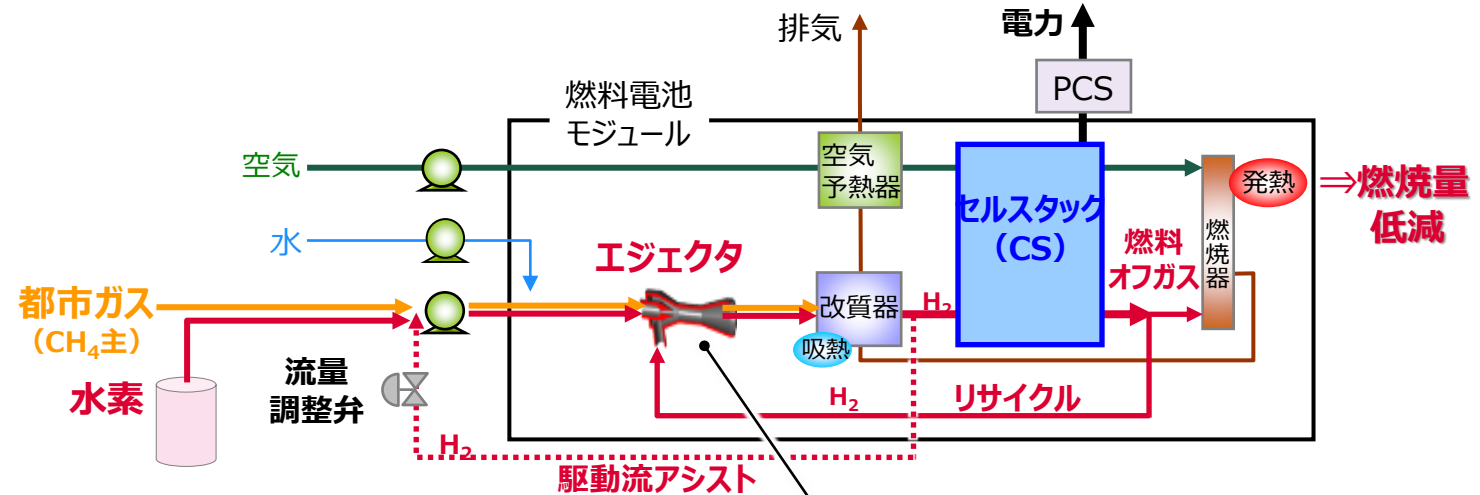 排気
電力
PCS
燃料電池
モジュール
空気
空気
予熱器
セルスタック
(CS)
発熱
⇒燃焼量
低減
水
エジェクタ
燃料
オフガス
燃焼器
都市ガス
(CH₄主)
改質器
吸熱
H₂
水素
流量
調整弁
H₂
リサイクル
H₂
駆動流アシスト